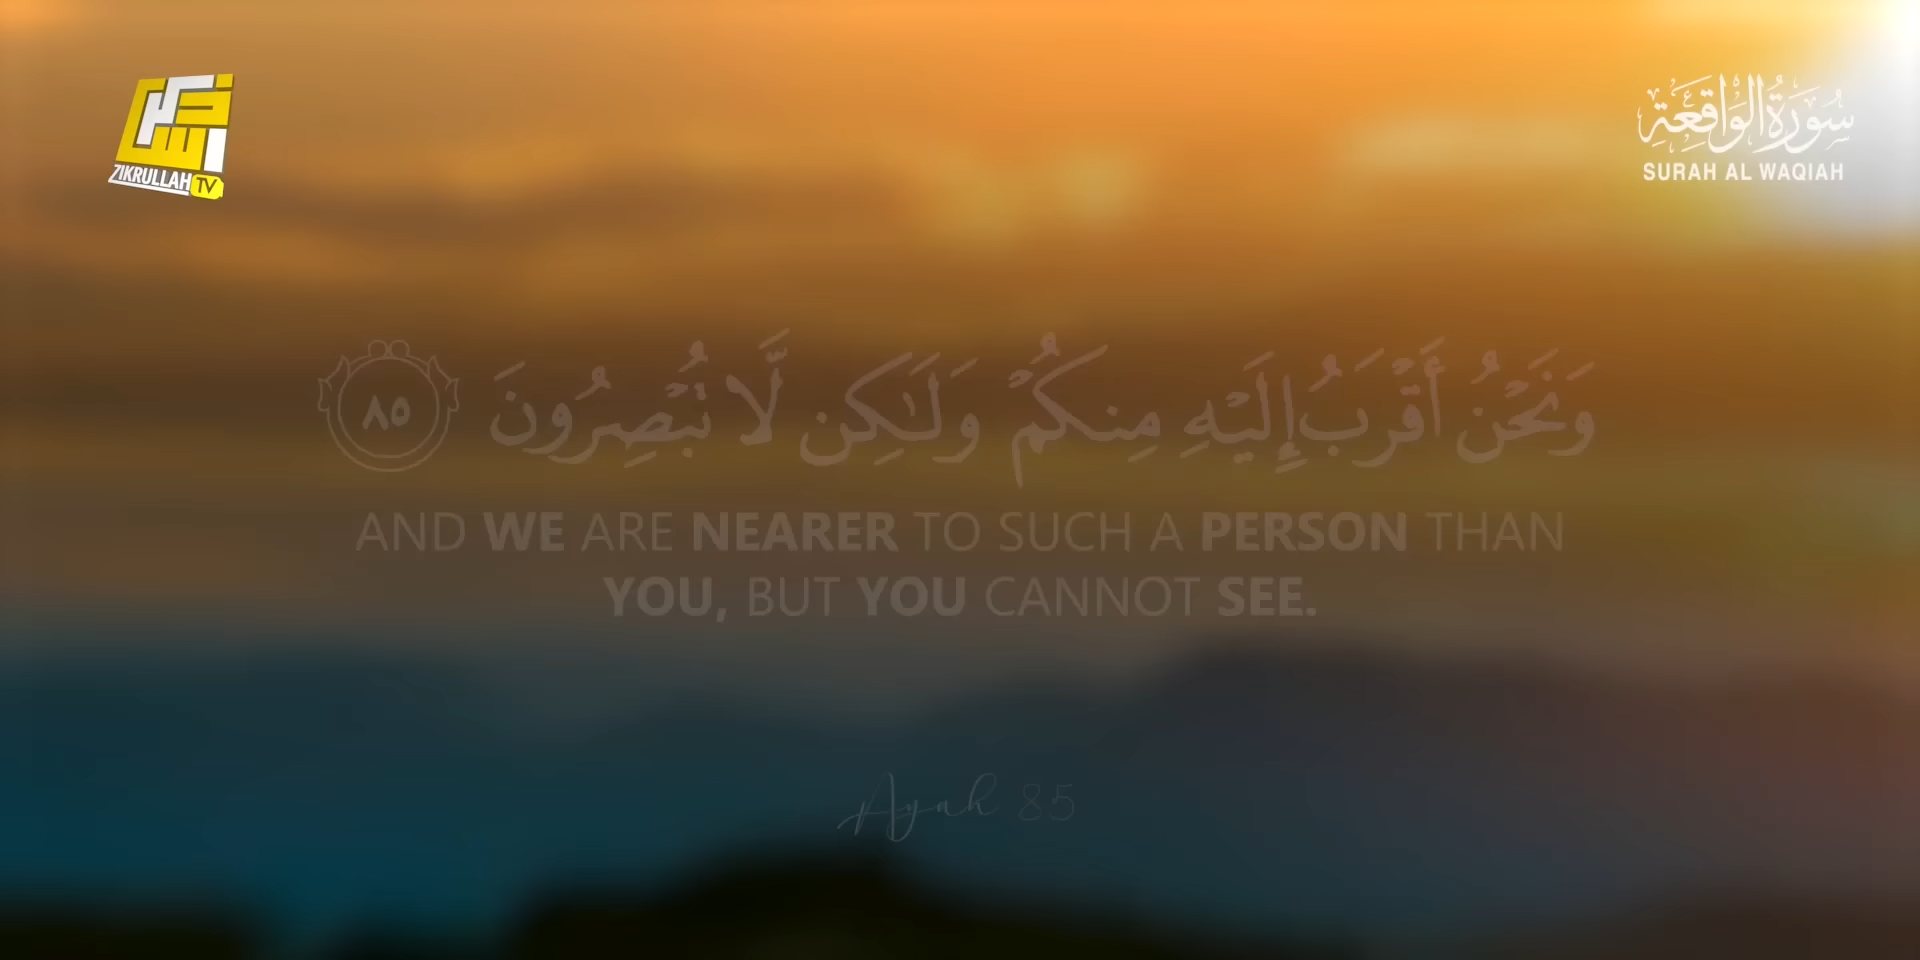 ZIKRULLAH TV
سُورَةُ الْوَاقِعَةِ
SURAH AL WAQIAH
وَنَحْنُ أَقْرَبُ إِلَيْهِ مِنكُمْ وَلَٰكِن لَّا تُبْصِرُونَ ٨٥
AND WE ARE NEARER TO SUCH A PERSON THAN
YOU, BUT YOU CANNOT SEE.
Ayah 85